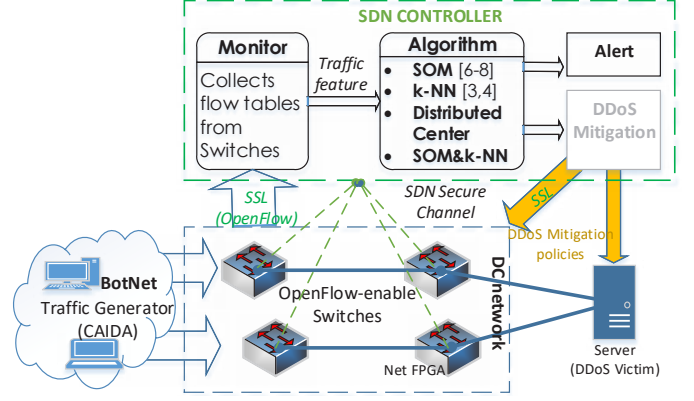 SDN CONTROLLER
Monitor
Collects
flow tables
from
Switches
Traffic
feature
Algorithm
• SOM [6-8]
• k-NN [3,4]
• Distributed
Center
• SOM&k-NN
Alert
DDoS
Mitigation
SSL
(OpenFlow)
SDN Secure
Channel
SSL
DDoS Mitigation
policies
BotNet
Traffic Generator
(CAIDA)
OpenFlow-enable
Switches
Net FPGA
DC network
Server
(DDoS Victim)